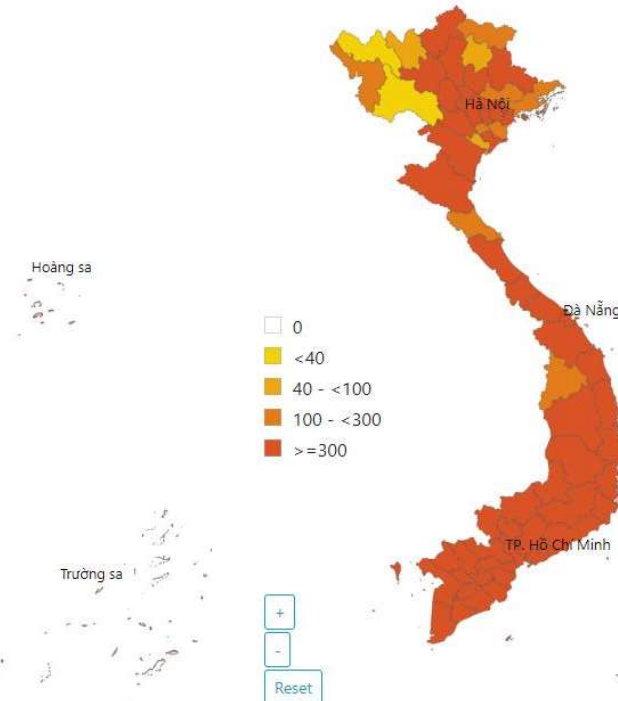 Hà Nội
Hoàng sa
Đà Nẵng
0
<40
40 - <100
100 - <300
>=300
TP. Hồ Chí Minh
Trường sa
+
-
Reset